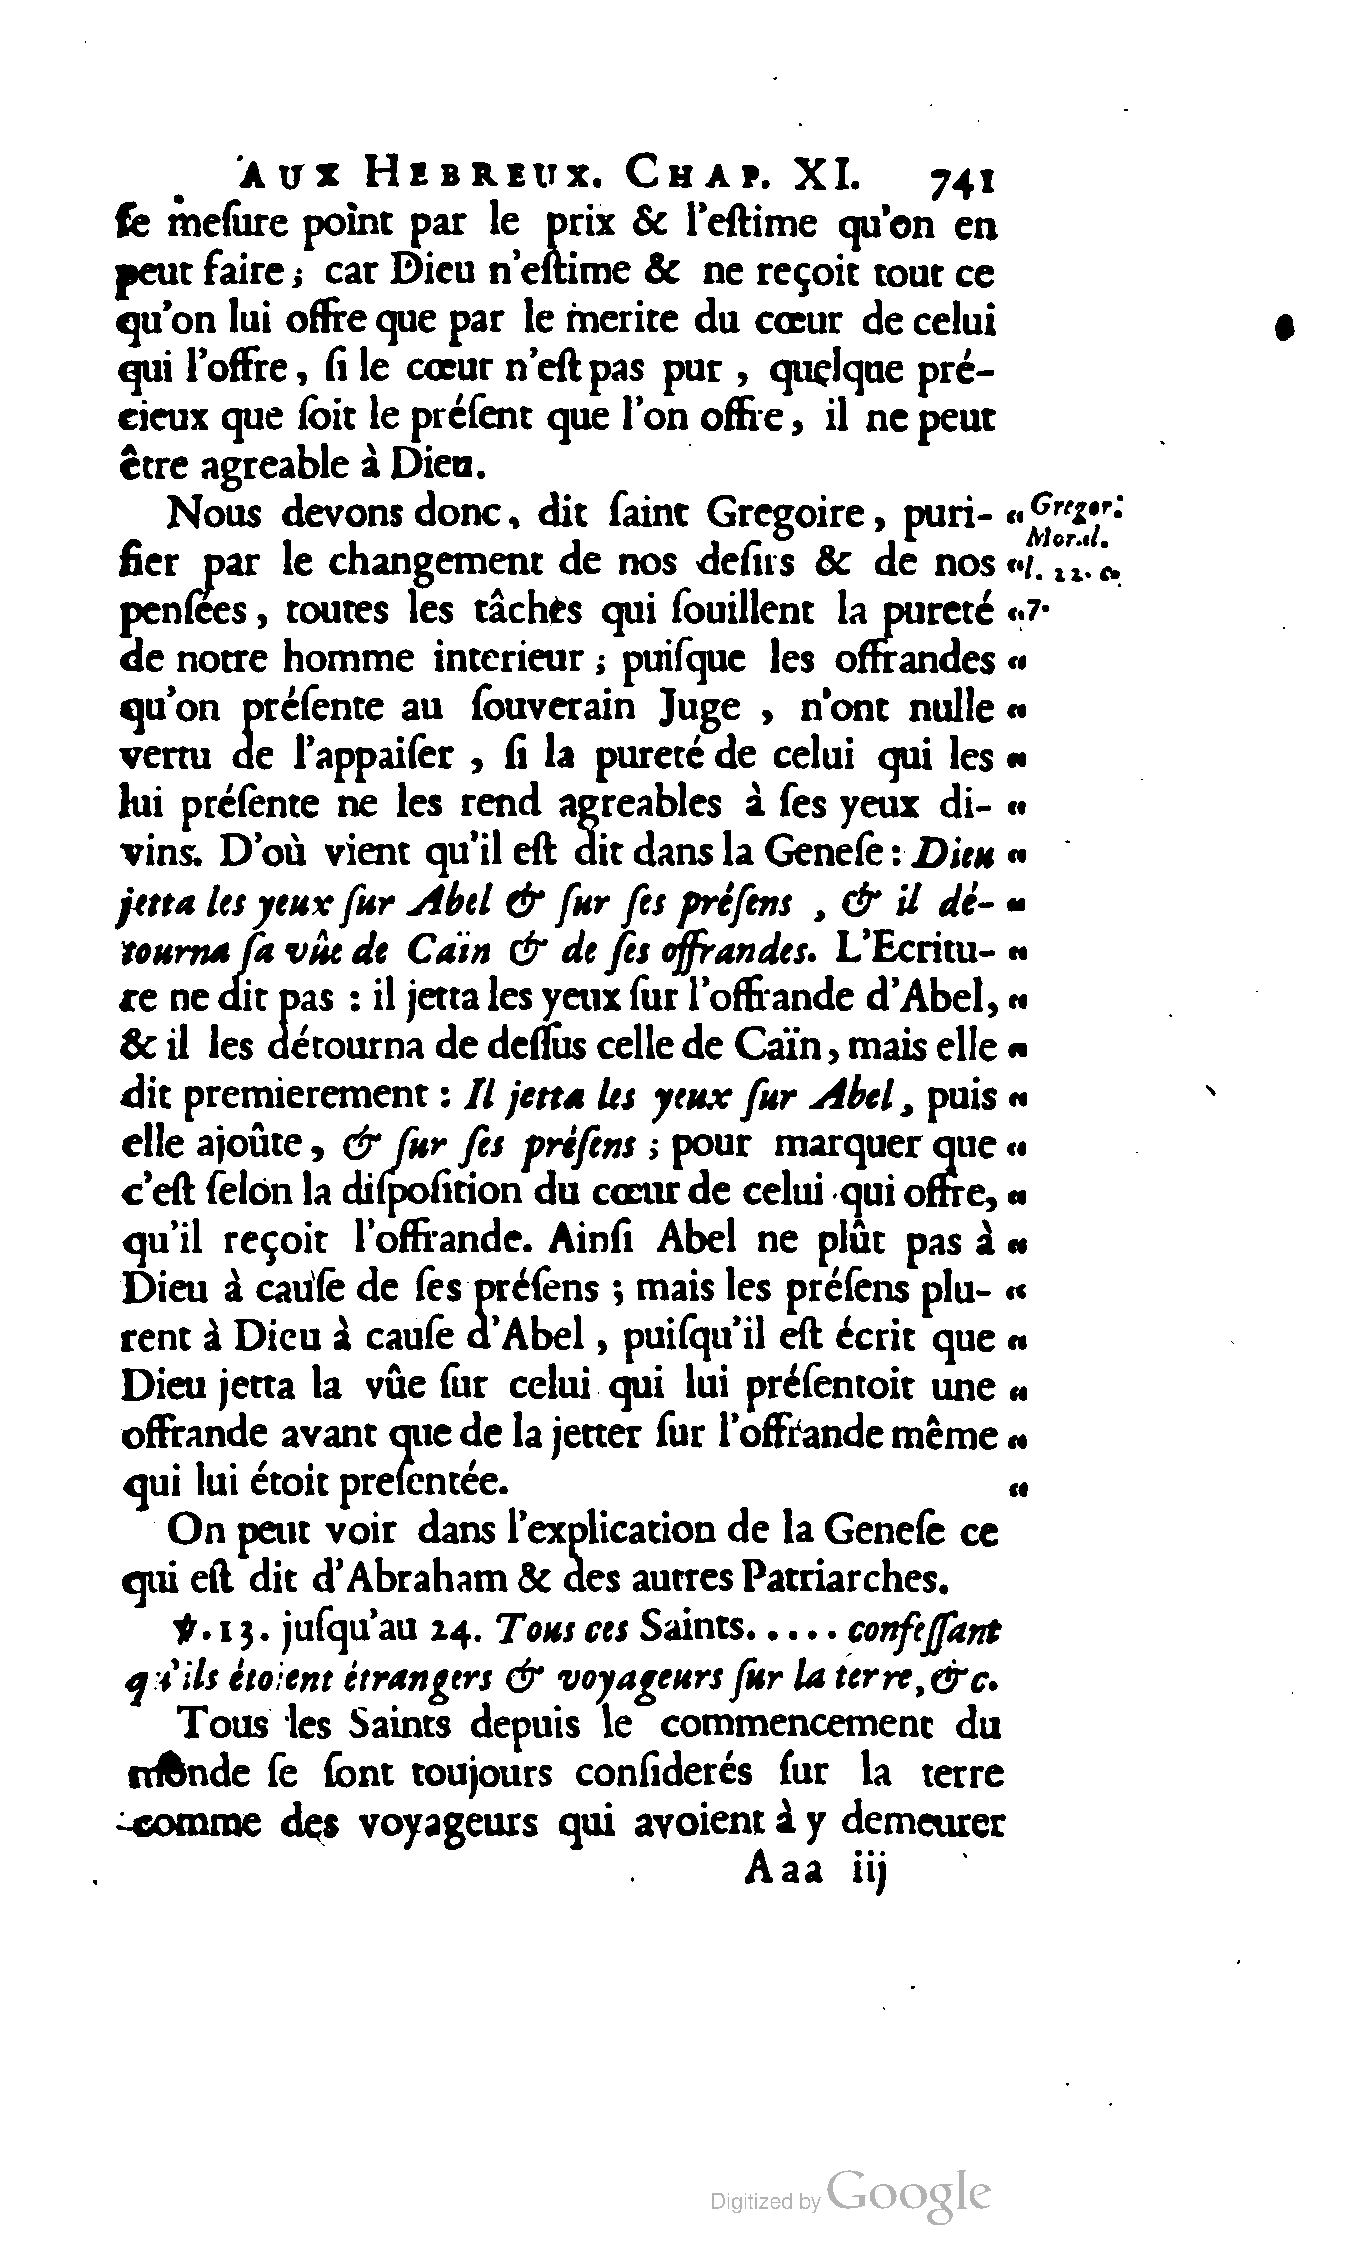 AUX HEBREUX. CHAP. XI. 741
ſe meſure point par le prix & l'eſtime qu'on en
peut faire; car Dieu n'eſtime & ne reçoit tout ce
qu'on lui offre que par le merite du cœur de celui
qui l'offre, ſi le cœur n'eſt pas pur, quelque pré-
cieux que ſoit le préſent que l'on offre, il ne peut
être agreable à Dieu.
Nous devons donc, dit ſaint Gregoire, puri- «
fier par le changement de nos deſirs & de nos «
penſées, toutes les tâches qui ſouillent la pureté «
de notre homme interieur; puiſque les offrandes «
qu'on préſente au ſouverain Juge, n'ont nulle «
vertu de l'appaiſer, ſi la pureté de celui qui les «
lui préſente ne les rend agreables à ſes yeux di- «
vins. D'où vient qu'il eſt dit dans la Geneſe: Dieu «
jetta les yeux ſur Abel & ſur ſes préſens, & il dé- «
tourna ſa vûe de Caïn & de ſes offrandes. L'Ecritu- «
re ne dit pas : il jetta les yeux ſur l'offrande d'Abel, «
& il les détourna de deſſus celle de Caïn, mais elle «
dit premierement : Il jetta les yeux ſur Abel, puis «
elle ajoûte, & ſur ſes préſens; pour marquer que «
c'eſt ſelon la diſpoſition du cœur de celui qui offre, «
qu'il reçoit l'offrande. Ainſi Abel ne plût pas à «
Dieu à cauſe de ſes préſens; mais les préſens plu- «
rent à Dieu à cauſe d'Abel, puiſqu'il eſt écrit que «
Dieu jetta la vûe ſur celui qui lui préſentoit une «
offrande avant que de la jetter ſur l'offrande même «
qui lui étoit preſentée. «
Gregor.
Moral.
l. 22. c.
7.
On peut voir dans l'explication de la Geneſe ce
qui eſt dit d'Abraham & des autres Patriarches.
℣. 13. juſqu'au 24. Tous ces Saints..... confeſſant
qu'ils étoient étrangers & voyageurs ſur la terre, &c.
Tous les Saints depuis le commencement du
monde ſe ſont toujours conſiderés ſur la terre
comme des voyageurs qui avoient à y demeurer
Aaa iij
Digitized by Google